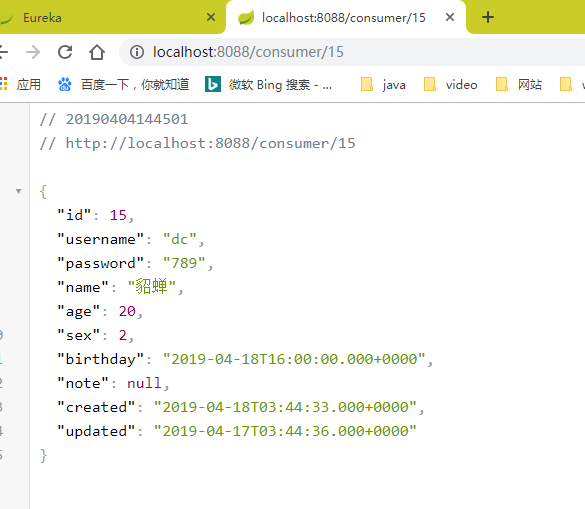 Eureka
localhost:8088/consumer/15
localhost:8088/consumer/15
应用 百度一下，你就知道 微软 Bing 搜索 - ... java video 网站
// 20190404144501
// http://localhost:8088/consumer/15
{
"id": 15,
"username": "dc",
"password": "789",
"name": "貂蝉",
"age": 20,
"sex": 2,
"birthday": "2019-04-18T16:00:00.000+0000",
"note": null,
"created": "2019-04-18T03:44:33.000+0000",
"updated": "2019-04-17T03:44:36.000+0000"
}